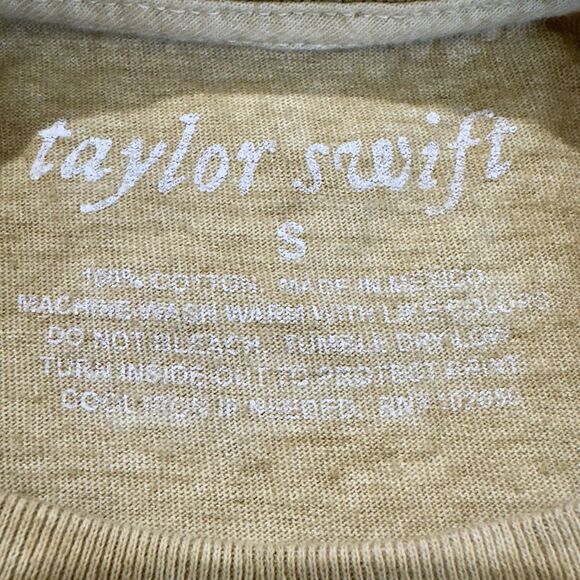 taylor swift
S
100% COTTON. MADE IN MEXICO.
MACHINE WASH WARM WITH LIKE COLORS
DO NOT BLEACH. TUMBLE DRY LOW.
TURN INSIDE OUT TO PROTECT PRINT.
COOL IRON IF NEEDED. RN#